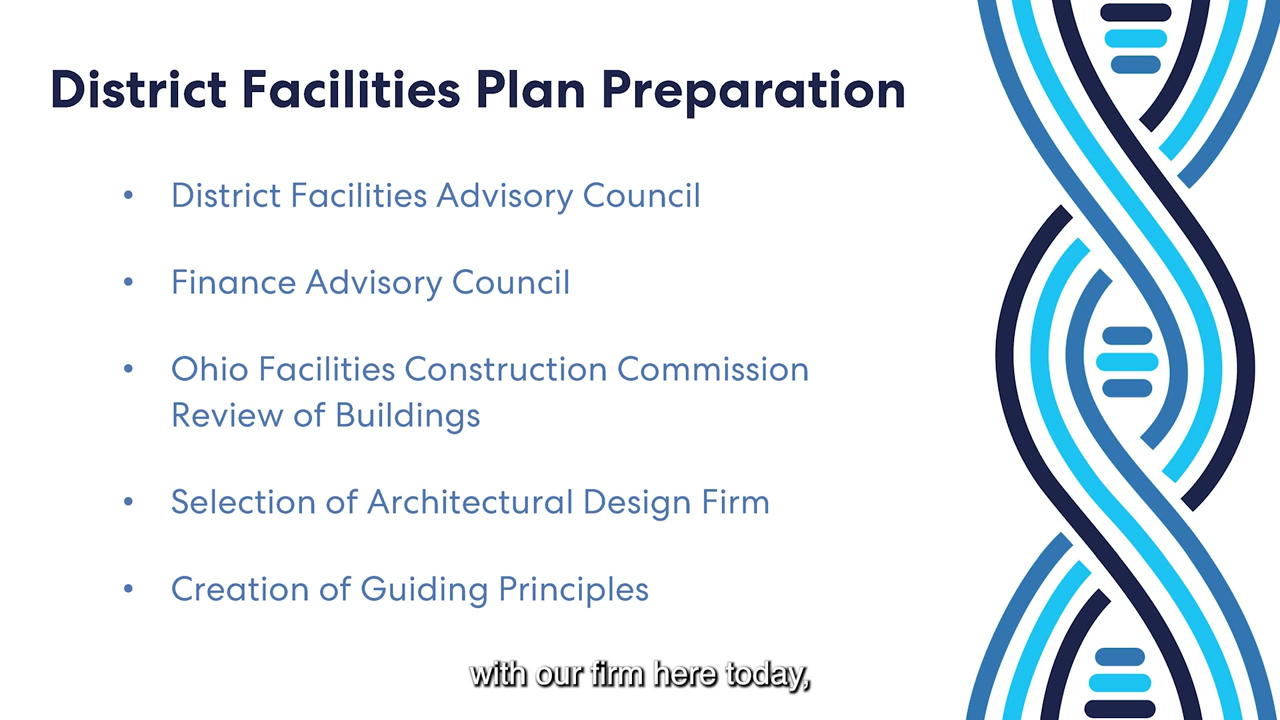 District Facilities Plan Preparation
• District Facilities Advisory Council
• Finance Advisory Council
• Ohio Facilities Construction Commission
Review of Buildings
• Selection of Architectural Design Firm
• Creation of Guiding Principles
with our firm here today,